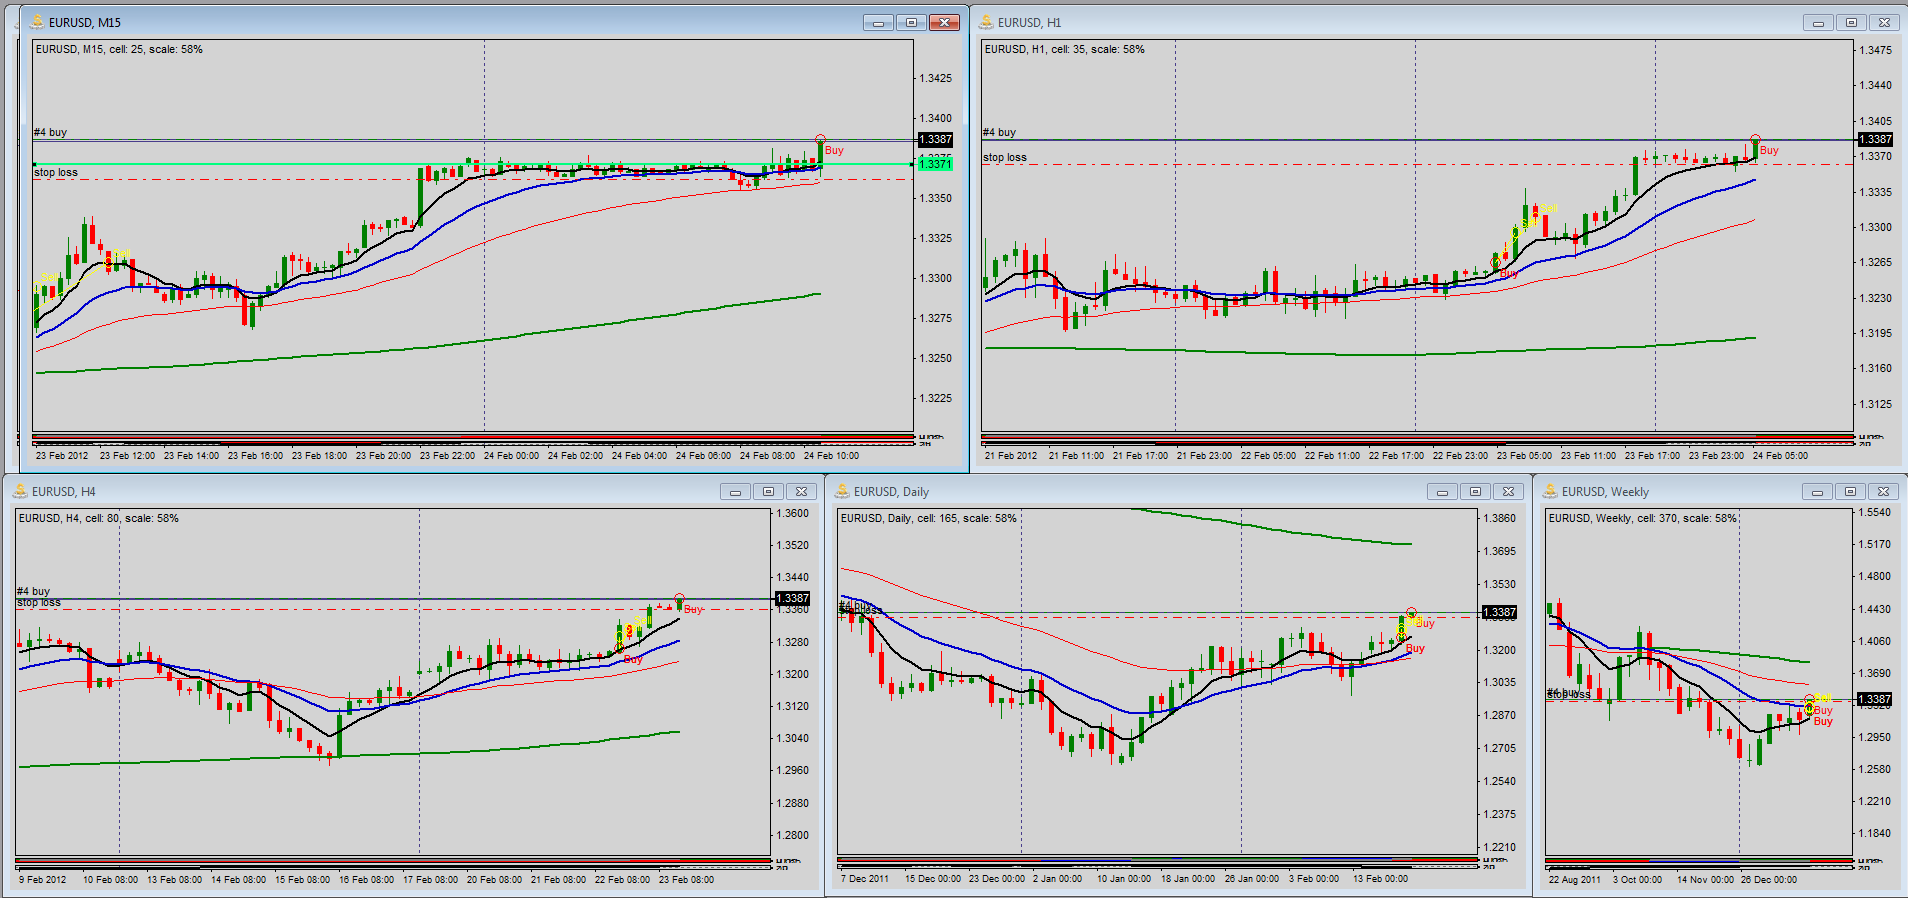 EURUSD, M15
EURUSD, M15, cell: 25, scale: 58%
#4 buy
stop loss
Buy
Sell
Sell
1.3425
1.3400
1.3387
1.3371
1.3350
1.3325
1.3300
1.3275
1.3250
1.3225
23 Feb 2012 23 Feb 12:00 23 Feb 14:00 23 Feb 16:00 23 Feb 18:00 23 Feb 20:00 23 Feb 22:00 24 Feb 00:00 24 Feb 02:00 24 Feb 04:00 24 Feb 06:00 24 Feb 08:00 24 Feb 10:00
EURUSD, H1
EURUSD, H1, cell: 35, scale: 58%
#4 buy
stop loss
Buy
Sell
Sell
Buy
1.3475
1.3440
1.3405
1.3387
1.3370
1.3335
1.3300
1.3265
1.3230
1.3195
1.3160
1.3125
21 Feb 2012 21 Feb 11:00 21 Feb 17:00 21 Feb 23:00 22 Feb 05:00 22 Feb 11:00 22 Feb 17:00 22 Feb 23:00 23 Feb 05:00 23 Feb 11:00 23 Feb 17:00 23 Feb 23:00 24 Feb 05:00
EURUSD, H4
EURUSD, H4, cell: 80, scale: 58%
#4 buy
stop loss
Buy
Sell
Buy
1.3600
1.3520
1.3440
1.3387
1.3360
1.3280
1.3200
1.3120
1.3040
1.2960
1.2880
1.2800
9 Feb 2012 10 Feb 08:00 13 Feb 08:00 14 Feb 08:00 15 Feb 08:00 16 Feb 08:00 17 Feb 08:00 20 Feb 08:00 21 Feb 08:00 22 Feb 08:00 23 Feb 08:00
EURUSD, Daily
EURUSD, Daily, cell: 165, scale: 58%
#4 buy
stop loss
Sell
Buy
Buy
1.3860
1.3695
1.3530
1.3387
1.3200
1.3035
1.2870
1.2705
1.2540
1.2375
1.2210
7 Dec 2011 15 Dec 00:00 23 Dec 00:00 2 Jan 00:00 10 Jan 00:00 18 Jan 00:00 26 Jan 00:00 3 Feb 00:00 13 Feb 00:00
EURUSD, Weekly
EURUSD, Weekly, cell: 370, scale: 58%
#4 buy
stop loss
Sell
Buy
Buy
1.5540
1.5170
1.4800
1.4430
1.4060
1.3690
1.3387
1.2950
1.2580
1.2210
1.1840
22 Aug 2011 3 Oct 00:00 14 Nov 00:00 26 Dec 00:00